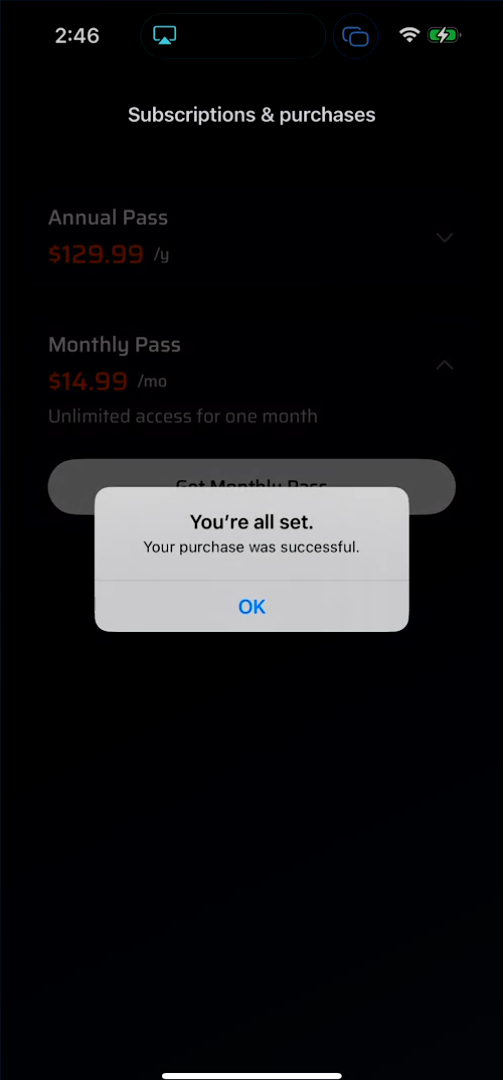 2:46
Subscriptions & purchases
Annual Pass
$129.99 /y
Monthly Pass
$14.99 /mo
Unlimited access for one month
Get Monthly Pass
You're all set.
Your purchase was successful.
OK